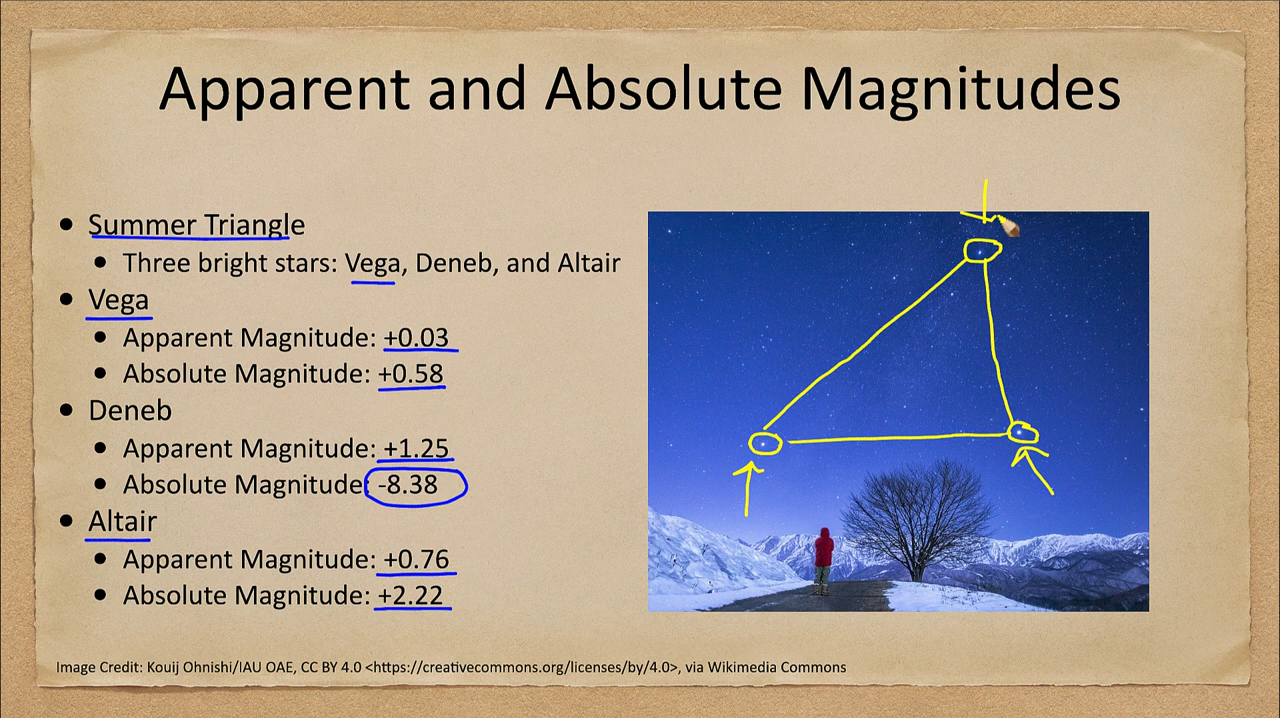 Apparent and Absolute Magnitudes
Summer Triangle
Three bright stars: Vega, Deneb, and Altair
Vega
Apparent Magnitude: +0.03
Absolute Magnitude: +0.58
Deneb
Apparent Magnitude: +1.25
Absolute Magnitude: -8.38
Altair
Apparent Magnitude: +0.76
Absolute Magnitude: +2.22
Image Credit: Kouij Ohnishi/IAU OAE, CC BY 4.0 <https://creativecommons.org/licenses/by/4.0>, via Wikimedia Commons